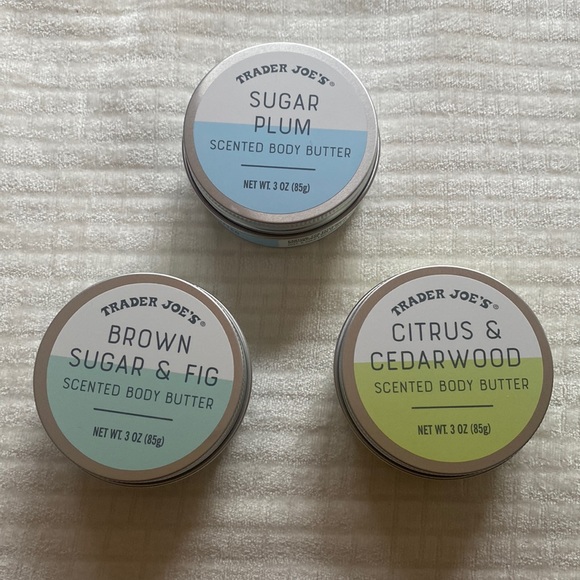 TRADER JOE'S®
SUGAR
PLUM
SCENTED BODY BUTTER
NET WT. 3 OZ (85g)
TRADER JOE'S®
BROWN
SUGAR & FIG
SCENTED BODY BUTTER
NET WT. 3 OZ (85g)
TRADER JOE'S®
CITRUS &
CEDARWOOD
SCENTED BODY BUTTER
NET WT. 3 OZ (85g)